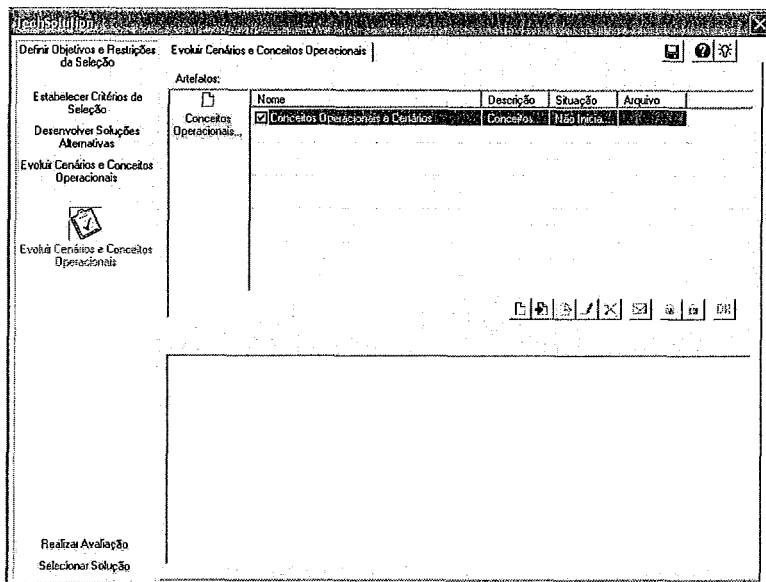 TechSolution
Definir Objetivos e Restrições
da Seleção
Estabelecer Critérios de
Seleção
Desenvolver Soluções
Alternativas
Evoluir Cenários e Conceitos
Operacionais
Evoluir Cenários e Conceitos
Operacionais
Realizar Avaliação
Selecionar Solução
Evoluir Cenários e Conceitos Operacionais
Artefatos:
Conceitos
Operacionais...
Nome Descrição Situação Arquivo
Conceitos Operacionais e Cenários Conceitos... Não Inicia...